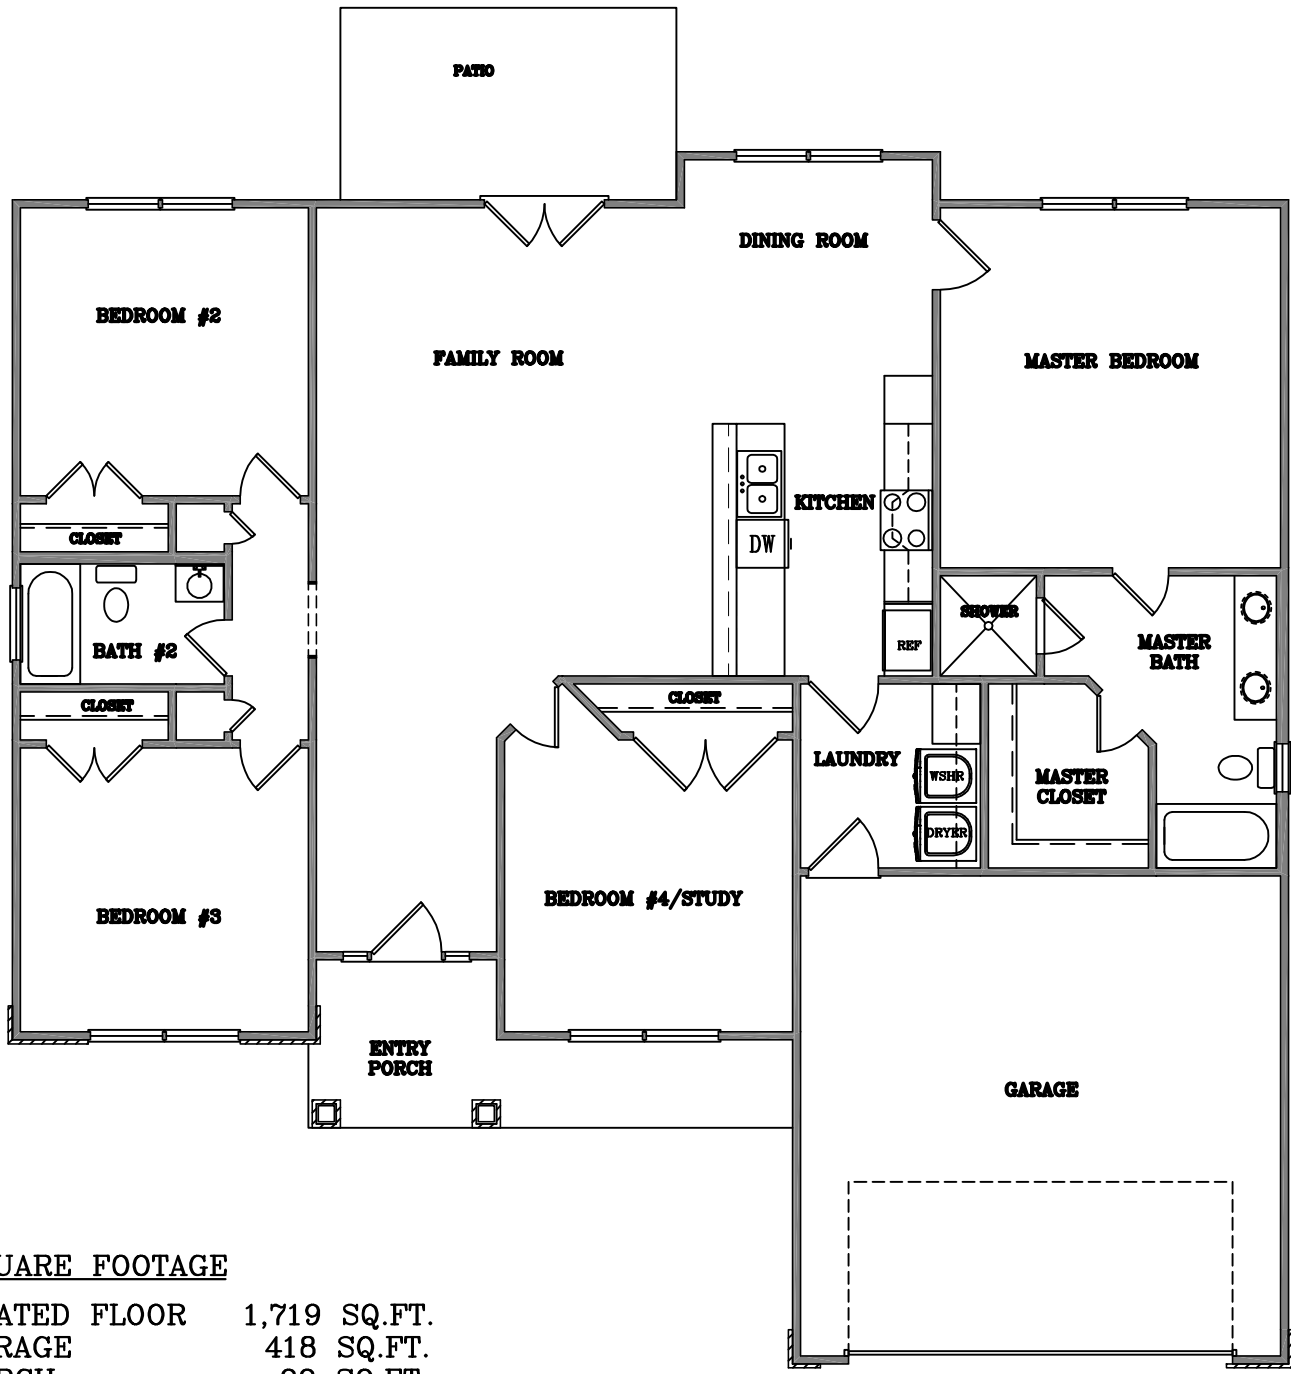 PATIO
DINING ROOM
BEDROOM #2
FAMILY ROOM
MASTER BEDROOM
KITCHEN
CLOSET
DW
SHOWER
BATH #2
REF
MASTER
BATH
CLOSET
CLOSET
LAUNDRY
WSHR
MASTER
CLOSET
DRYER
BEDROOM #3
BEDROOM #4/STUDY
ENTRY
PORCH
GARAGE
UARE FOOTAGE
ATED FLOOR 1,719 SQ.FT.
RAGE 418 SQ.FT.
SQ.FT.